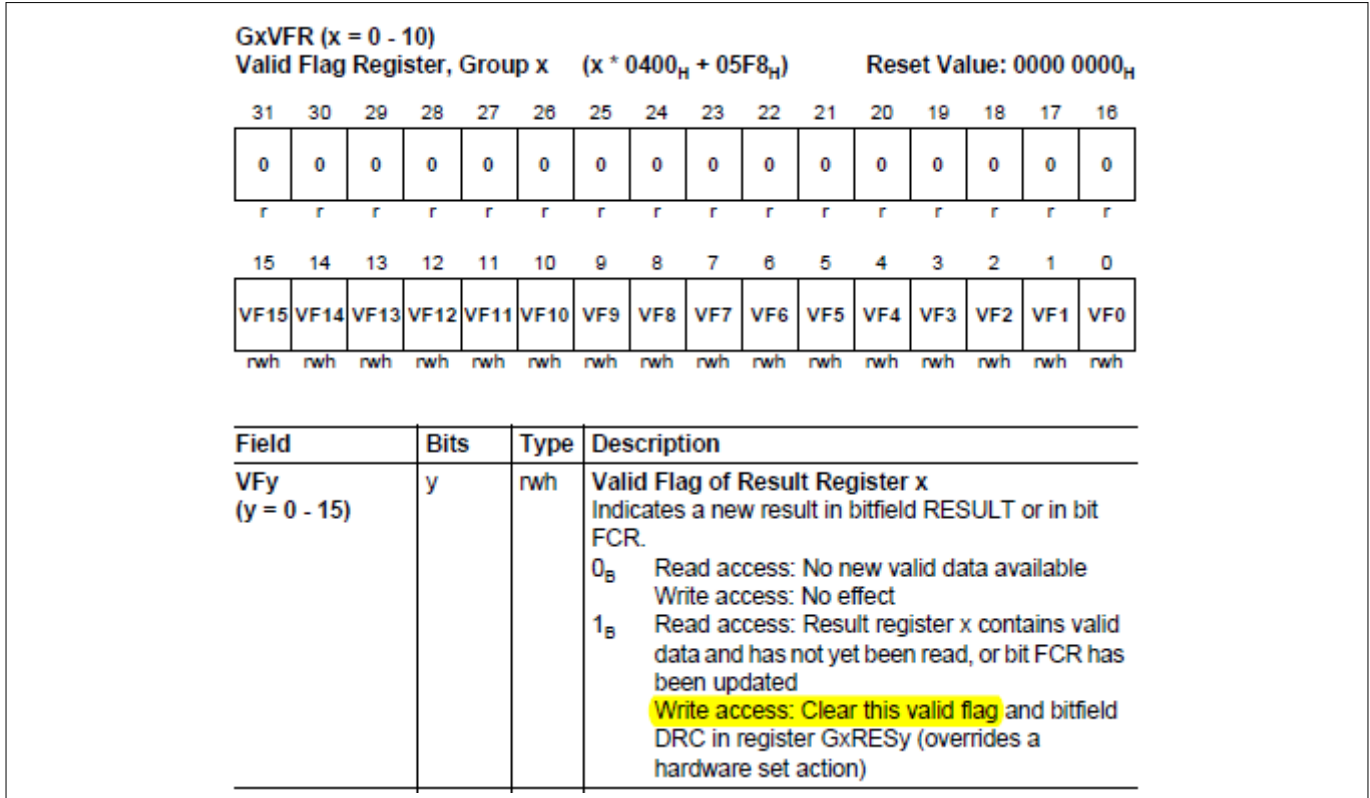 GxVFR (x = 0 - 10)
Valid Flag Register, Group x (x * 0400H + 05F8H) Reset Value: 0000 0000H
31 30 29 28 27 26 25 24 23 22 21 20 19 18 17 16
0 0 0 0 0 0 0 0 0 0 0 0 0 0 0 0
r r r r r r r r r r r r r r r r
15 14 13 12 11 10 9 8 7 6 5 4 3 2 1 0
VF15 VF14 VF13 VF12 VF11 VF10 VF9 VF8 VF7 VF6 VF5 VF4 VF3 VF2 VF1 VF0
rwh rwh rwh rwh rwh rwh rwh rwh rwh rwh rwh rwh rwh rwh rwh rwh
Field Bits Type Description
VFy y rwh Valid Flag of Result Register x
(y = 0 - 15) Indicates a new result in bitfield RESULT or in bit
FCR.
0B Read access: No new valid data available
Write access: No effect
1B Read access: Result register x contains valid
data and has not yet been read, or bit FCR has
been updated
Write access: Clear this valid flag and bitfield
DRC in register GxRESy (overrides a
hardware set action)